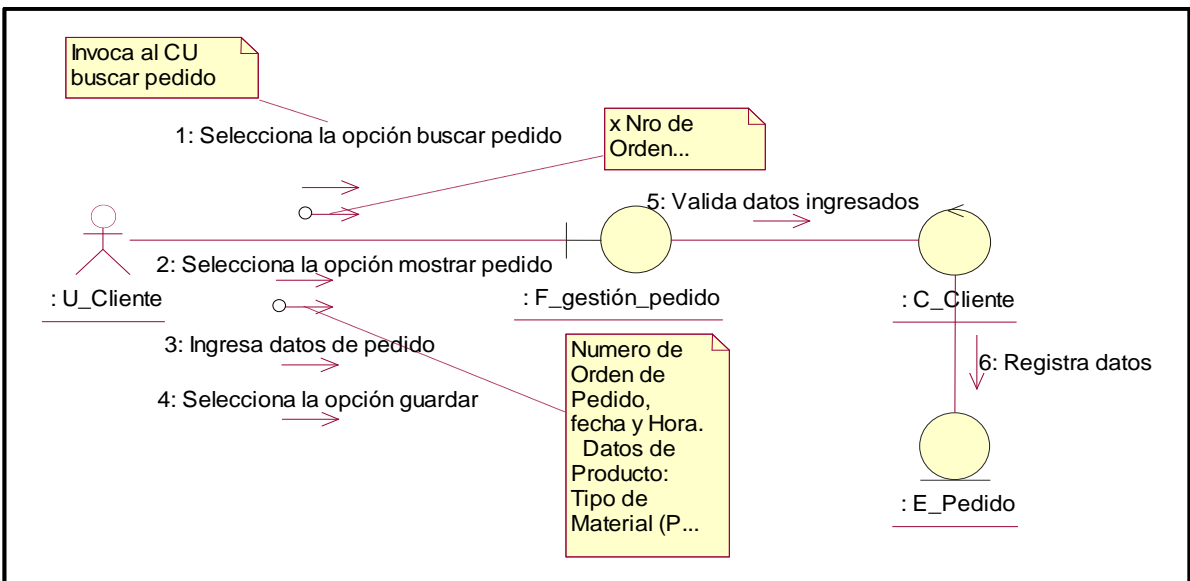 Invoca al CU
buscar pedido
1: Selecciona la opción buscar pedido
x Nro de
Orden...
5: Valida datos ingresados
2: Selecciona la opción mostrar pedido
: U_Cliente
: F_gestión_pedido
: C_Cliente
3: Ingresa datos de pedido
4: Selecciona la opción guardar
Numero de
Orden de
Pedido,
fecha y Hora.
Datos de
Producto:
Tipo de
Material (P...
6: Registra datos
: E_Pedido